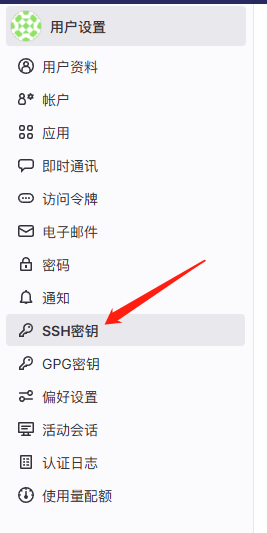 用户设置
用户资料
帐户
应用
即时通讯
访问令牌
电子邮件
密码
通知
SSH密钥
GPG密钥
偏好设置
活动会话
认证日志
使用量配额